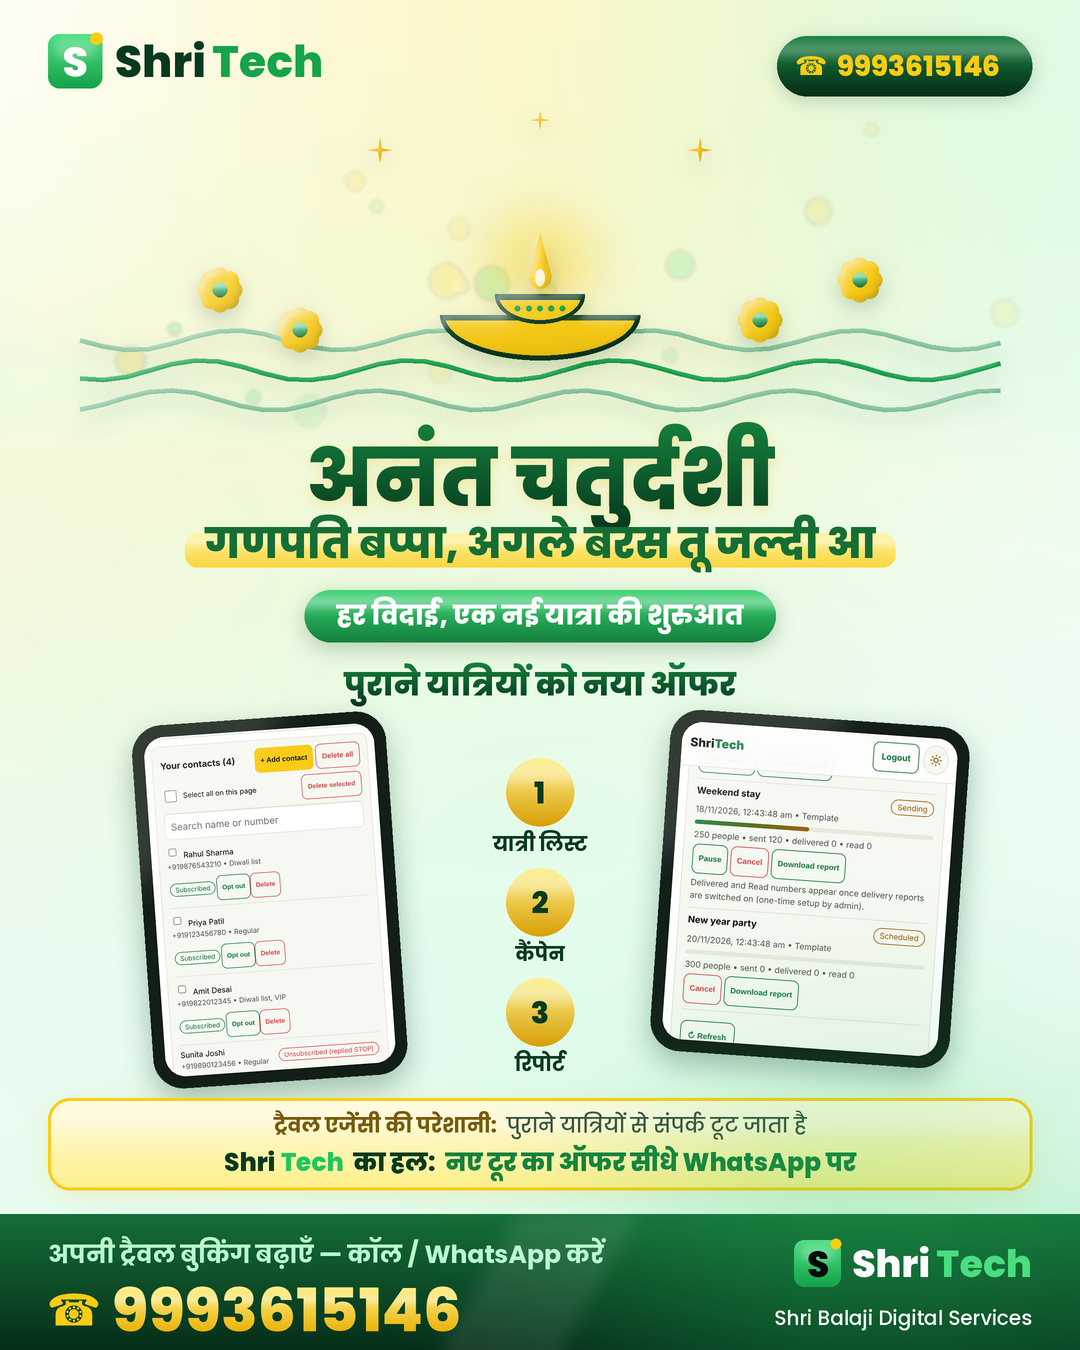 S Shri Tech
☎ 9993615146
अनंत चतुर्दशी
गणपति बप्पा, अगले बरस तू जल्दी आ
हर विदाई, एक नई यात्रा की शुरुआत
पुराने यात्रियों को नया ऑफर
Your contacts (4)
+ Add contact
Delete all
Select all on this page
Delete selected
Search name or number
Rahul Sharma
+919876543210 • Diwali list
Subscribed Opt out Delete
Priya Patil
+919123456780 • Regular
Subscribed Opt out Delete
Amit Desai
+919822012345 • Diwali list, VIP
Subscribed Opt out Delete
Sunita Joshi
+919890123456 • Regular
Unsubscribed (replied STOP)
1
यात्री लिस्ट
2
कैंपेन
3
रिपोर्ट
ShriTech
Logout
Weekend stay
Sending
18/11/2026, 12:43:48 am • Template
250 people • sent 120 • delivered 0 • read 0
Pause Cancel Download report
Delivered and Read numbers appear once delivery reports
are switched on (one-time setup by admin).
New year party
Scheduled
20/11/2026, 12:43:48 am • Template
300 people • sent 0 • delivered 0 • read 0
Cancel Download report
↻ Refresh
ट्रैवल एजेंसी की परेशानी: पुराने यात्रियों से संपर्क टूट जाता है
Shri Tech का हल: नए टूर का ऑफर सीधे WhatsApp पर
अपनी ट्रैवल बुकिंग बढ़ाएँ — कॉल / WhatsApp करें
☎ 9993615146
S Shri Tech
Shri Balaji Digital Services